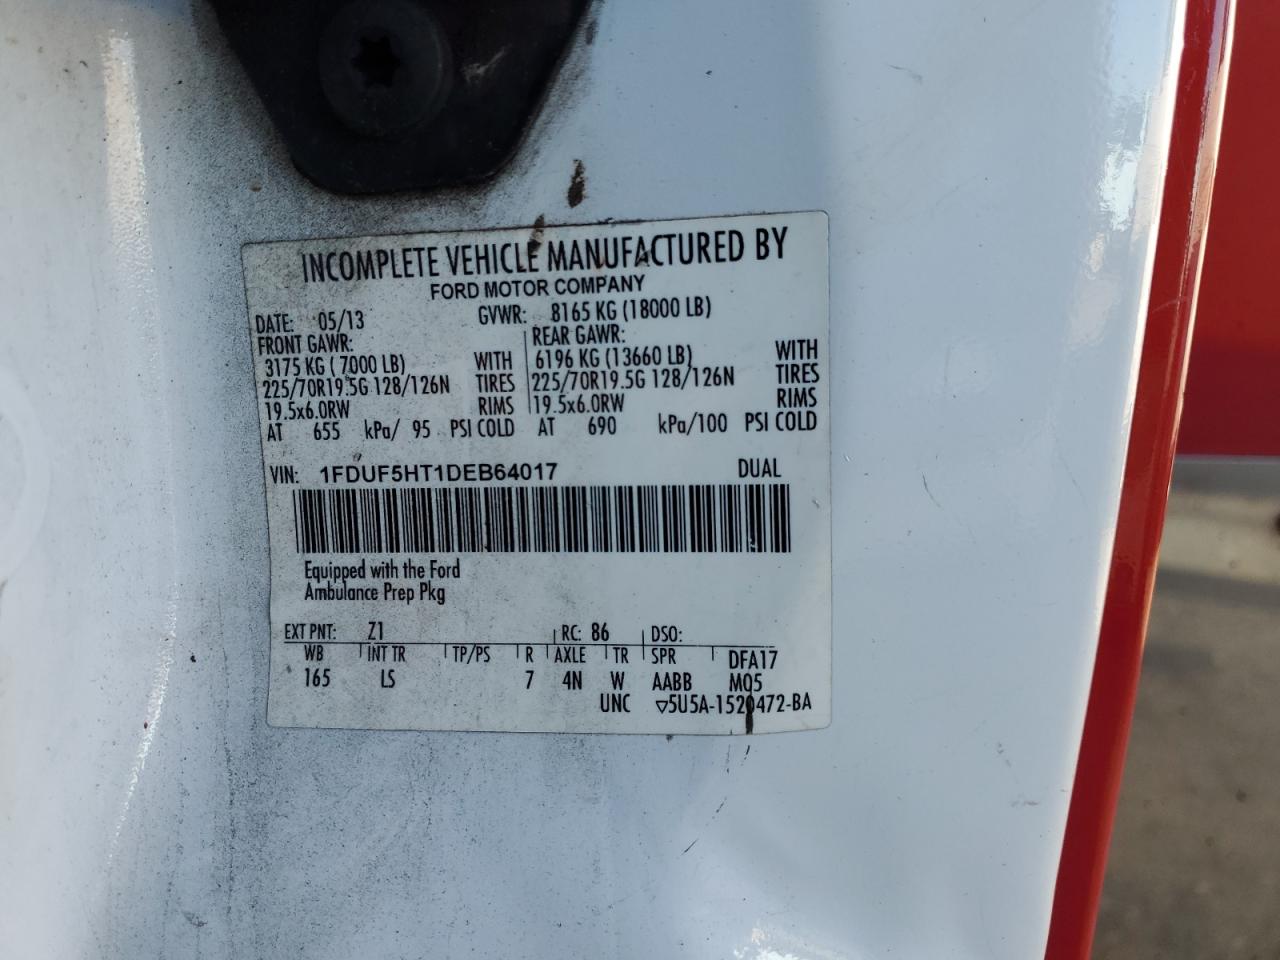 INCOMPLETE VEHICLE MANUFACTURED BY
FORD MOTOR COMPANY
DATE: 05/13 GVWR: 8165 KG (18000 LB)
FRONT GAWR: REAR GAWR:
3175 KG ( 7000 LB) WITH 6196 KG (13660 LB) WITH
225/70R19.5G 128/126N TIRES 225/70R19.5G 128/126N TIRES
19.5x6.0RW RIMS 19.5x6.0RW RIMS
AT 655 kPa/ 95 PSI COLD AT 690 kPa/100 PSI COLD
VIN: 1FDUF5HT1DEB64017 DUAL
Equipped with the Ford
Ambulance Prep Pkg
EXT PNT: Z1 RC: 86 DSO:
WB INT TR TP/PS R AXLE TR SPR DFA17
165 LS 7 4N W AABB M05
UNC ▽5U5A-1520472-BA